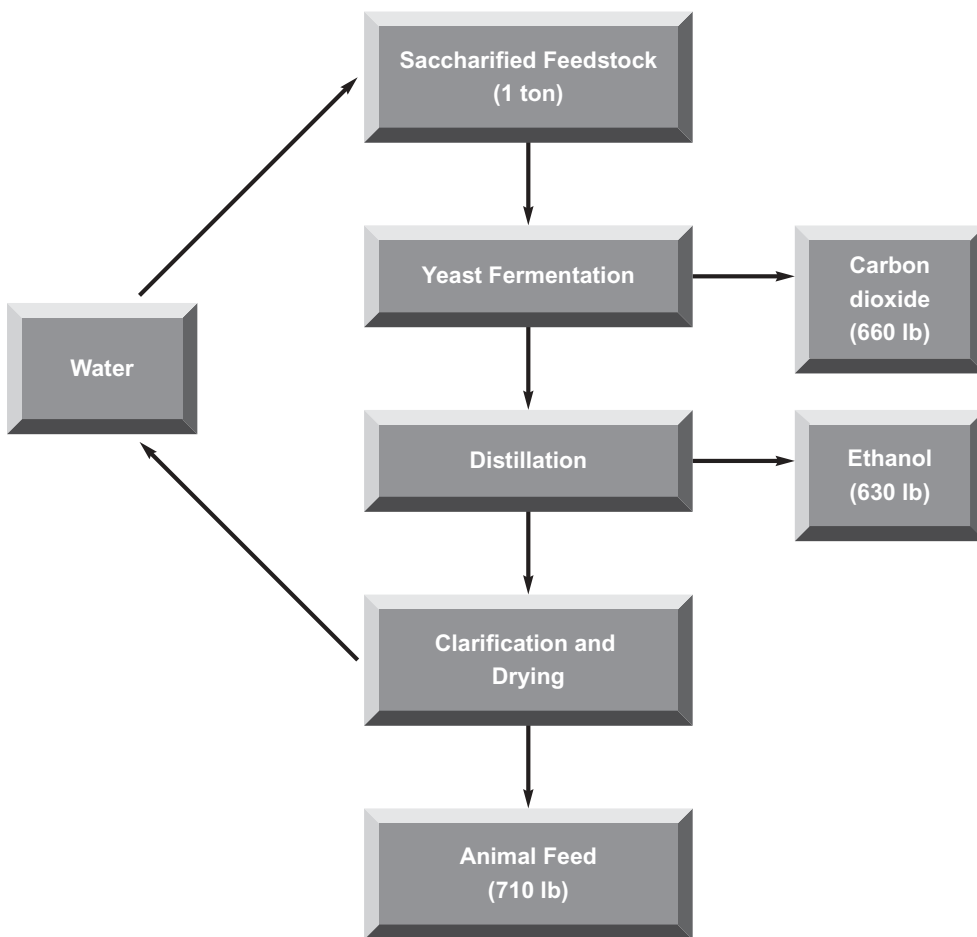 Saccharified Feedstock
(1 ton)
Yeast Fermentation
Carbon
dioxide
(660 lb)
Water
Distillation
Ethanol
(630 lb)
Clarification and
Drying
Animal Feed
(710 lb)